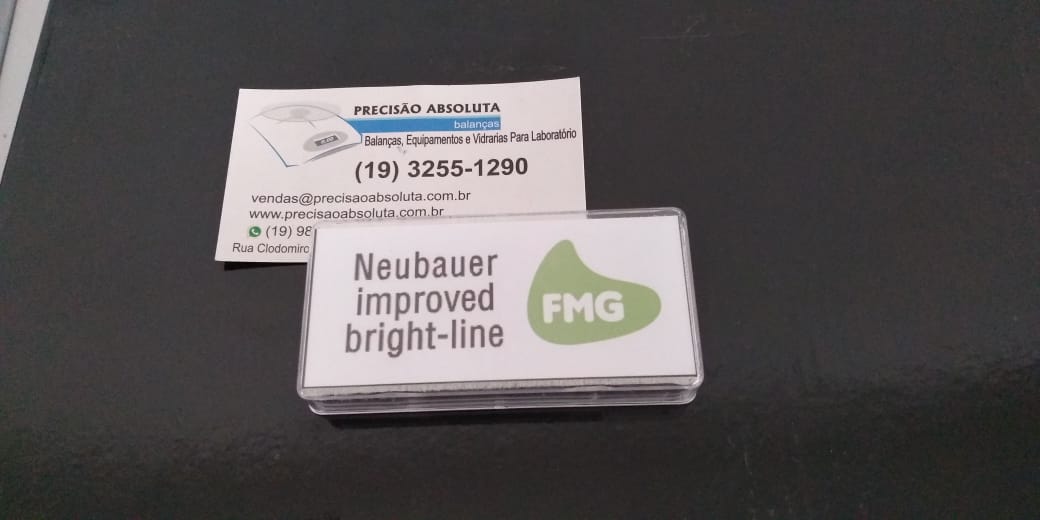 PRECISÃO ABSOLUTA
balanças
Balanças, Equipamentos e Vidrarias Para Laboratório
(19) 3255-1290
vendas@precisaoabsoluta.com.br
www.precisaoabsoluta.com.br
(19) 98
Rua Clodomiro
Neubauer
improved
bright-line
FMG